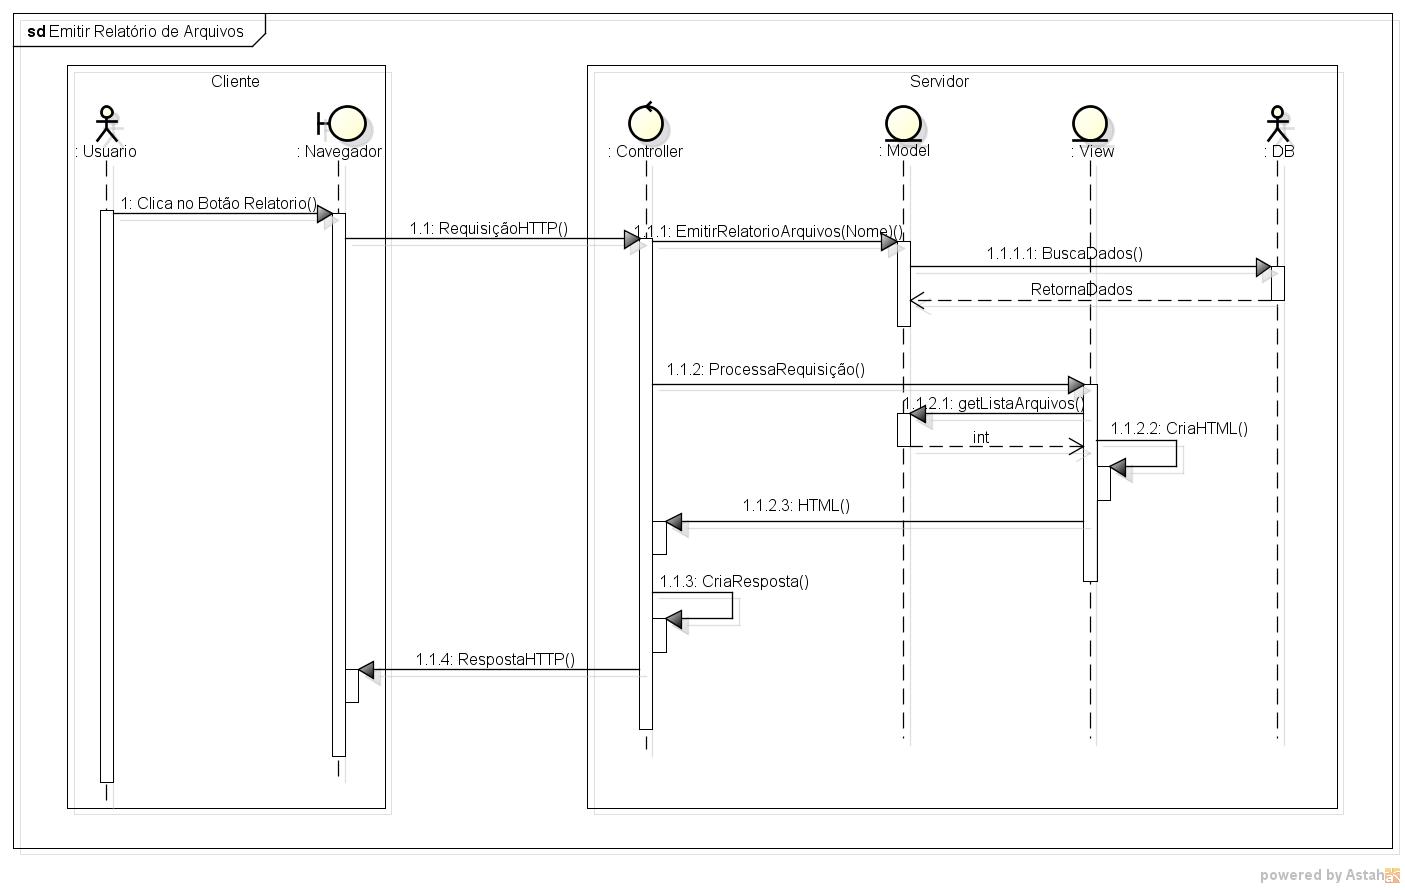 sd Emitir Relatório de Arquivos
Cliente
Servidor
: Usuario
: Navegador
: Controller
: Model
: View
: DB
1: Clica no Botão Relatorio()
1.1: RequisiçãoHTTP()
1.1.1: EmitirRelatorioArquivos(Nome)()
1.1.1.1: BuscaDados()
RetornaDados
1.1.2: ProcessaRequisição()
1.1.2.1: getListaArquivos()
int
1.1.2.2: CriaHTML()
1.1.2.3: HTML()
1.1.3: CriaResposta()
1.1.4: RespostaHTTP()
powered by Astah